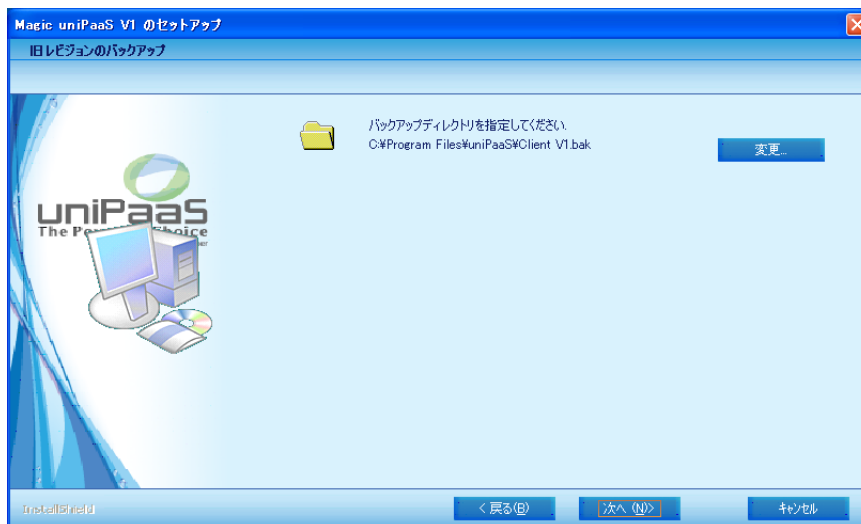 Magic uniPaaS V1 のセットアップ
旧レビジョンのバックアップ
バックアップディレクトリを指定してください.
C:¥Program Files¥uniPaaS¥Client V1.bak
変更...
uniPaaS
The Power
Choice
InstallShield
< 戻る(B)
次へ (N)>
キャンセル